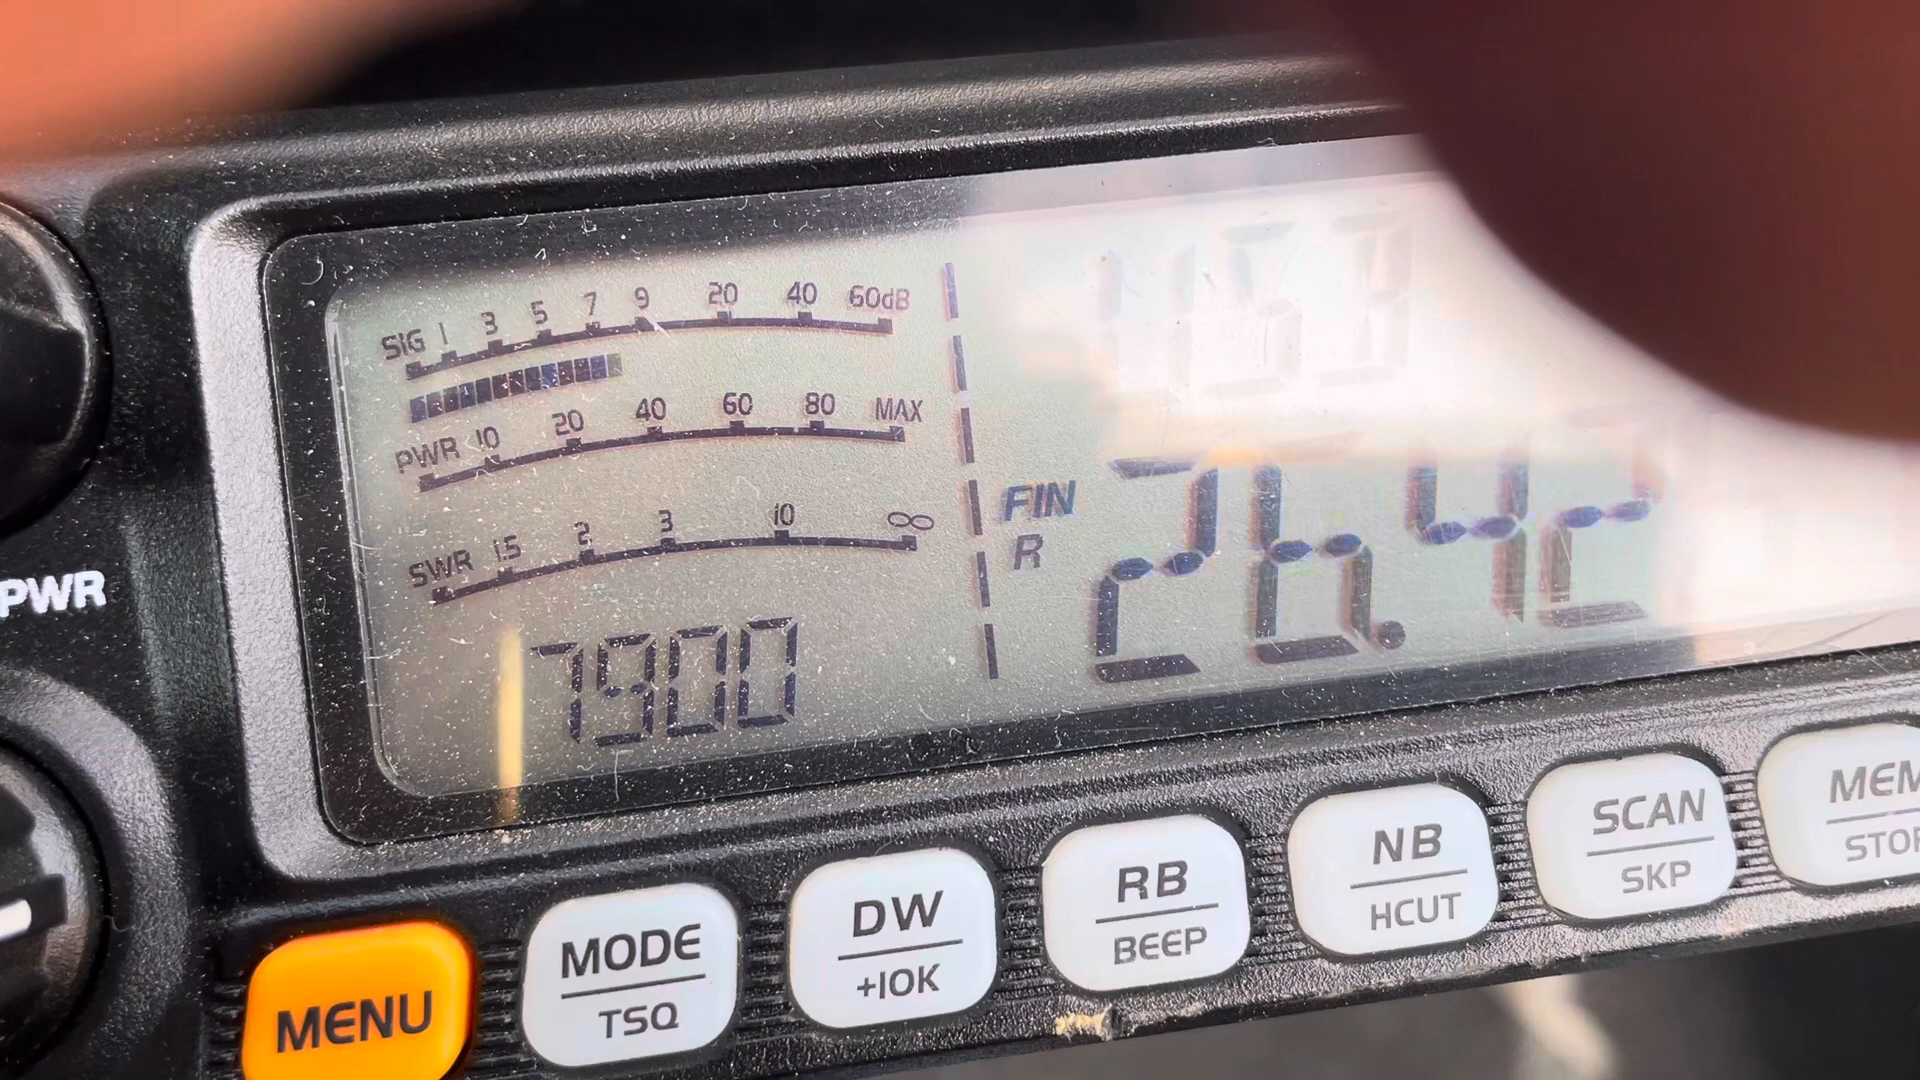 SIG 1 3 5 7 9 20 40 60dB
PWR 10 20 40 60 80 MAX
SWR 1.5 2 3 10 ∞
7900
FIN
R
26.42
PWR
MENU
MODE
TSQ
DW
+10K
RB
BEEP
NB
HCUT
SCAN
SKP
MEM
STOP